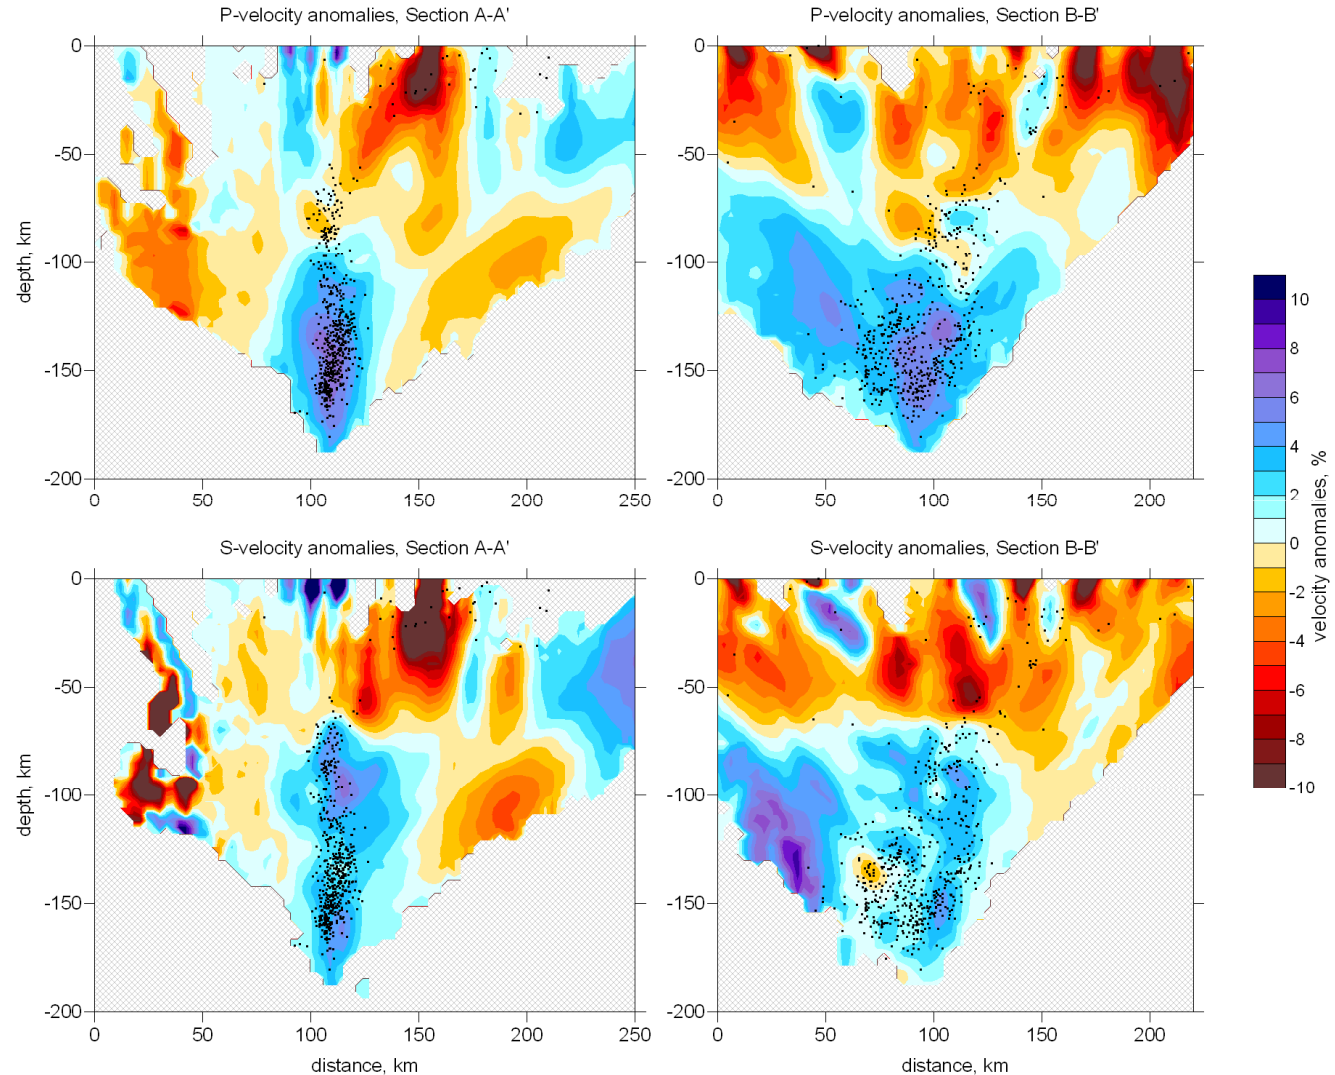 P-velocity anomalies, Section A-A'
P-velocity anomalies, Section B-B'
0
-50
-100
-150
-200
depth, km
0 50 100 150 200 250
0
-50
-100
-150
-200
0 50 100 150 200
S-velocity anomalies, Section A-A'
S-velocity anomalies, Section B-B'
0
-50
-100
-150
-200
depth, km
0 50 100 150 200 250
distance, km
0
-50
-100
-150
-200
0 50 100 150 200
distance, km
10
8
6
4
2
0
-2
-4
-6
-8
-10
velocity anomalies, %